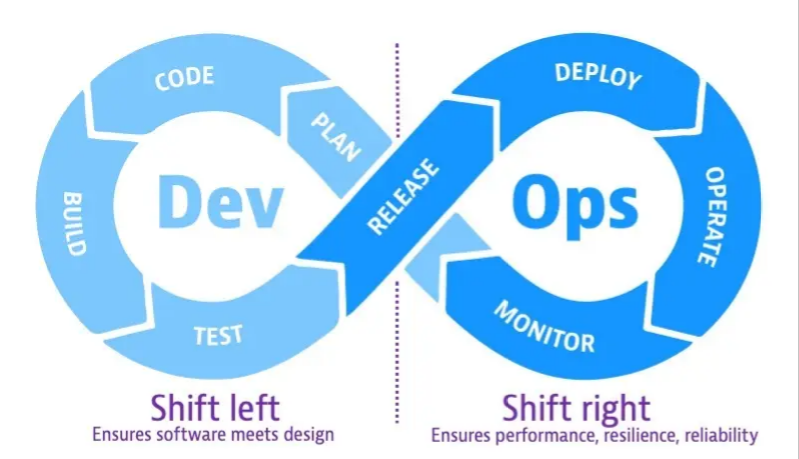 CODE
PLAN
BUILD
Dev
TEST
RELEASE
DEPLOY
OPERATE
Ops
MONITOR
Shift left
Ensures software meets design
Shift right
Ensures performance, resilience, reliability